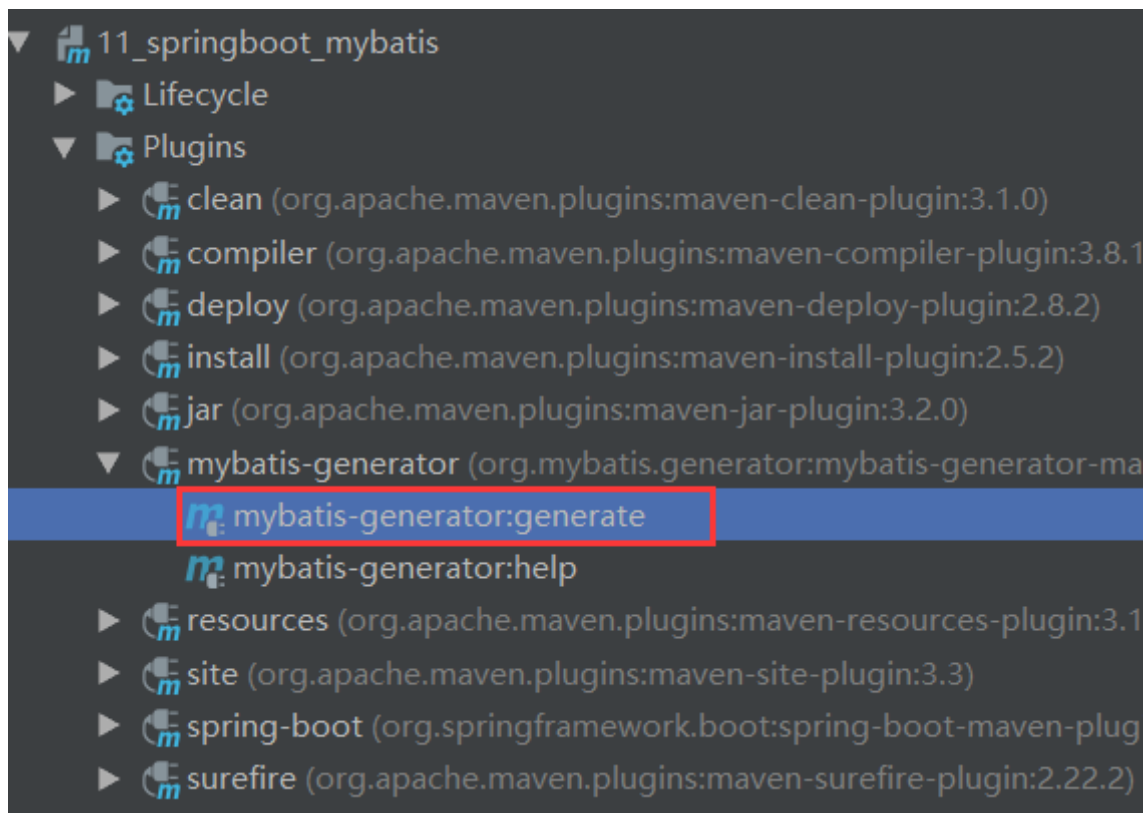 11_springboot_mybatis
Lifecycle
Plugins
clean (org.apache.maven.plugins:maven-clean-plugin:3.1.0)
compiler (org.apache.maven.plugins:maven-compiler-plugin:3.8.1
deploy (org.apache.maven.plugins:maven-deploy-plugin:2.8.2)
install (org.apache.maven.plugins:maven-install-plugin:2.5.2)
jar (org.apache.maven.plugins:maven-jar-plugin:3.2.0)
mybatis-generator (org.mybatis.generator:mybatis-generator-ma
mybatis-generator:generate
mybatis-generator:help
resources (org.apache.maven.plugins:maven-resources-plugin:3.1
site (org.apache.maven.plugins:maven-site-plugin:3.3)
spring-boot (org.springframework.boot:spring-boot-maven-plug
surefire (org.apache.maven.plugins:maven-surefire-plugin:2.22.2)